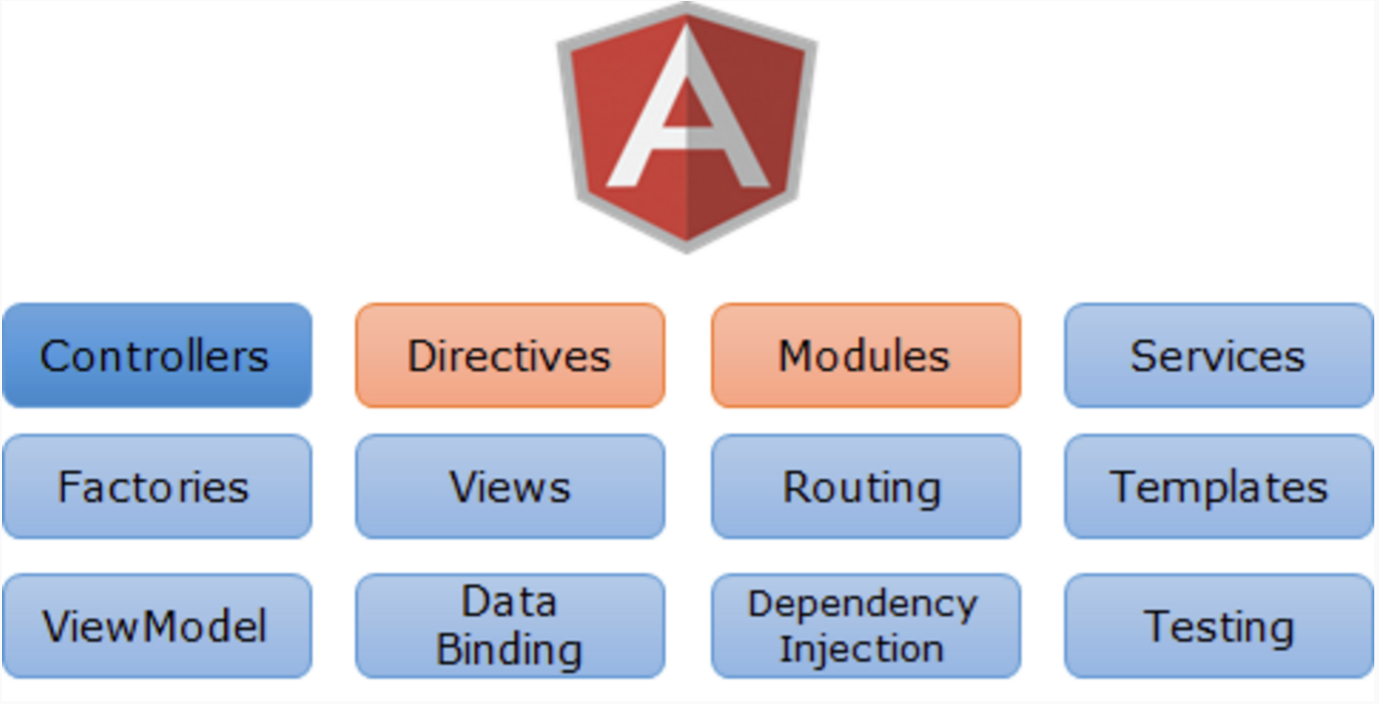 A
Controllers
Directives
Modules
Services
Factories
Views
Routing
Templates
ViewModel
Data
Binding
Dependency
Injection
Testing